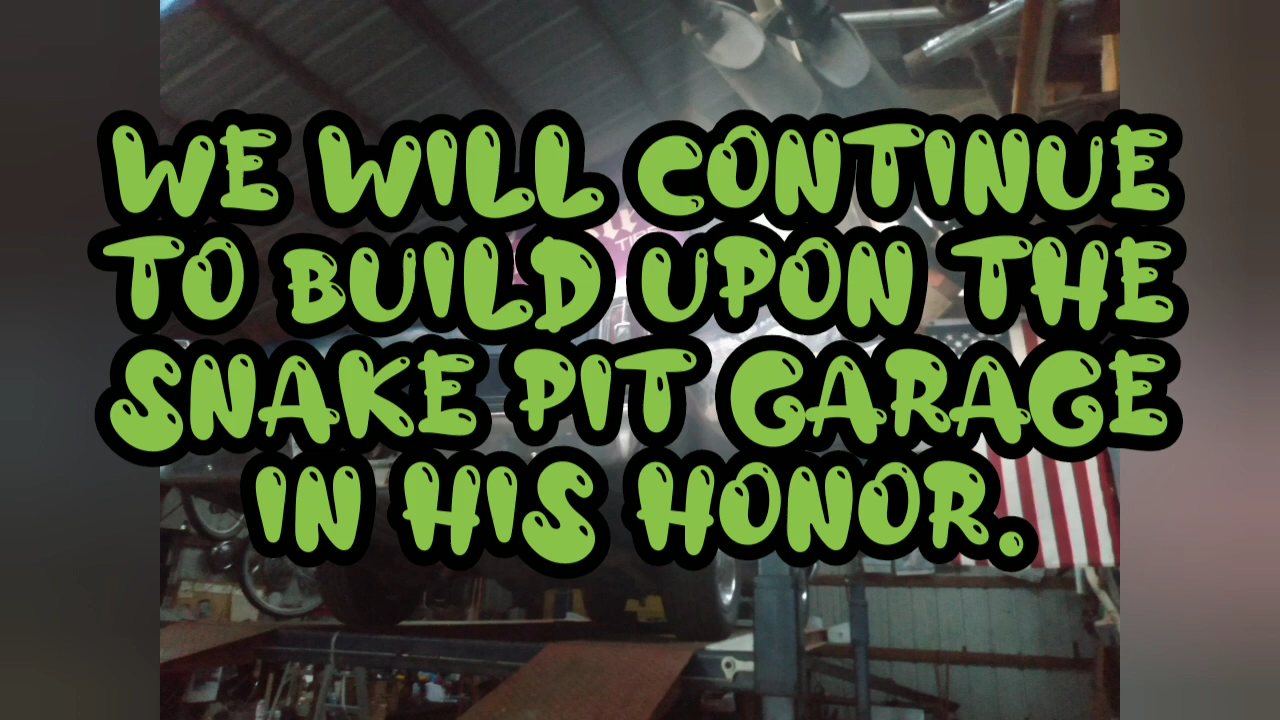 WE WILL CONTINUE
TO BUILD UPON THE
SNAKE PIT GARAGE
IN HIS HONOR.